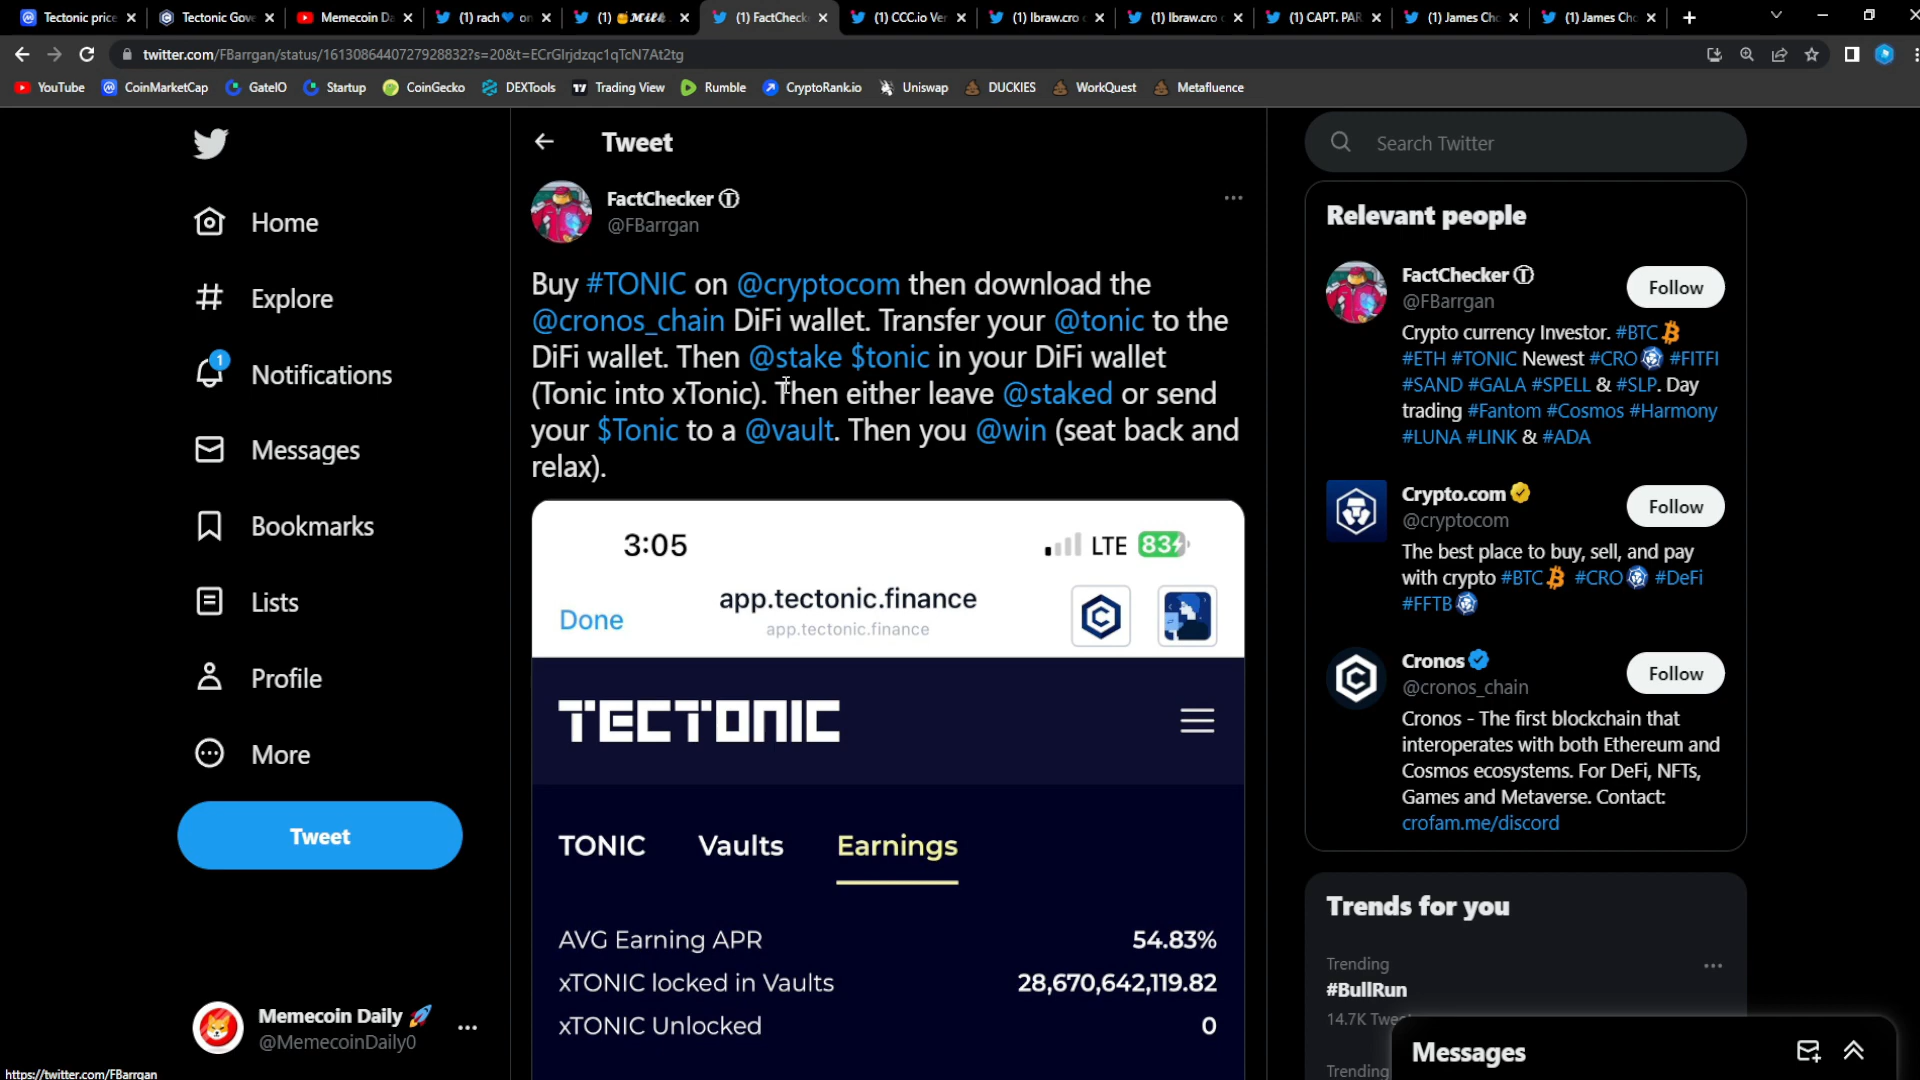 Tectonic price
Tectonic Gove
Memecoin Da
(1) rach💙 on
(1) 🍯𝑴𝒊𝒍𝒌.
(1) FactCheck
(1) CCC.io Ver
(1) Ibraw.cro
(1) Ibraw.cro
(1) CAPT. PAR
(1) James Ch
(1) James Ch
twitter.com/FBarrgan/status/1613086440727928832?s=20&t=ECrGIrjdzqc1qTcN7At2tg
YouTube CoinMarketCap GateIO Startup CoinGecko DEXTools Trading View Rumble CryptoRank.io Uniswap DUCKIES WorkQuest Metafluence
Home
Explore
1
Notifications
Messages
Bookmarks
Lists
Profile
More
Tweet
Memecoin Daily 🚀
@MemecoinDaily0
https://twitter.com/FBarrgan
Tweet
FactChecker Ⓣ
@FBarrgan
Buy #TONIC on @cryptocom then download the
@cronos_chain DiFi wallet. Transfer your @tonic to the
DiFi wallet. Then @stake $tonic in your DiFi wallet
(Tonic into xTonic). Then either leave @staked or send
your $Tonic to a @vault. Then you @win (seat back and
relax).
3:05 LTE 83
Done app.tectonic.finance
app.tectonic.finance
TECTONIC
TONIC Vaults Earnings
AVG Earning APR 54.83%
xTONIC locked in Vaults 28,670,642,119.82
xTONIC Unlocked 0
Search Twitter
Relevant people
FactChecker Ⓣ
@FBarrgan
Follow
Crypto currency Investor. #BTC
#ETH #TONIC Newest #CRO #FITFI
#SAND #GALA #SPELL & #SLP. Day
trading #Fantom #Cosmos #Harmony
#LUNA #LINK & #ADA
Crypto.com
@cryptocom
Follow
The best place to buy, sell, and pay
with crypto #BTC #CRO #DeFi
#FFTB
Cronos
@cronos_chain
Follow
Cronos - The first blockchain that
interoperates with both Ethereum and
Cosmos ecosystems. For DeFi, NFTs,
Games and Metaverse. Contact:
crofam.me/discord
Trends for you
Trending
#BullRun
14.7K Twee
Trending
Messages